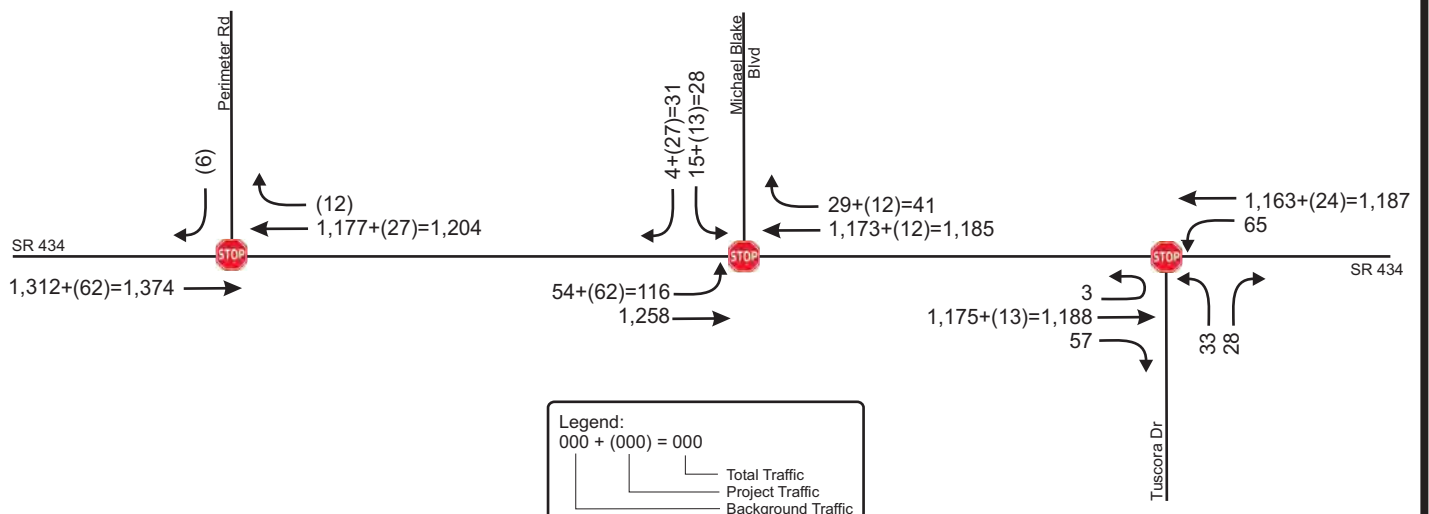 Perimeter Rd
(6)
(12)
1,177+(27)=1,204
SR 434
1,312+(62)=1,374
STOP
Michael Blake
Blvd
4+(27)=31
15+(13)=28
29+(12)=41
1,173+(12)=1,185
54+(62)=116
1,258
STOP
1,163+(24)=1,187
65
STOP
SR 434
3
1,175+(13)=1,188
57
33
28
Tuscora Dr
Legend:
000 + (000) = 000
Total Traffic
Project Traffic
Background Traffic